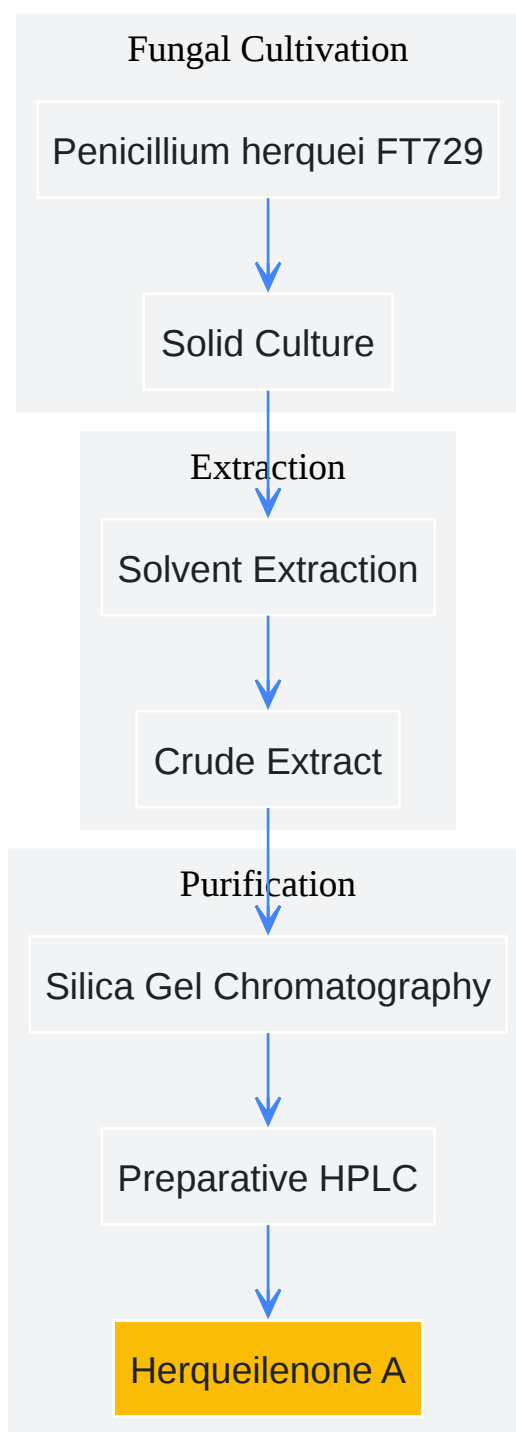 Fungal Cultivation
Penicillium herquei FT729
Solid Culture
Extraction
Solvent Extraction
Crude Extract
Purification
Silica Gel Chromatography
Preparative HPLC
Herqueilenone A